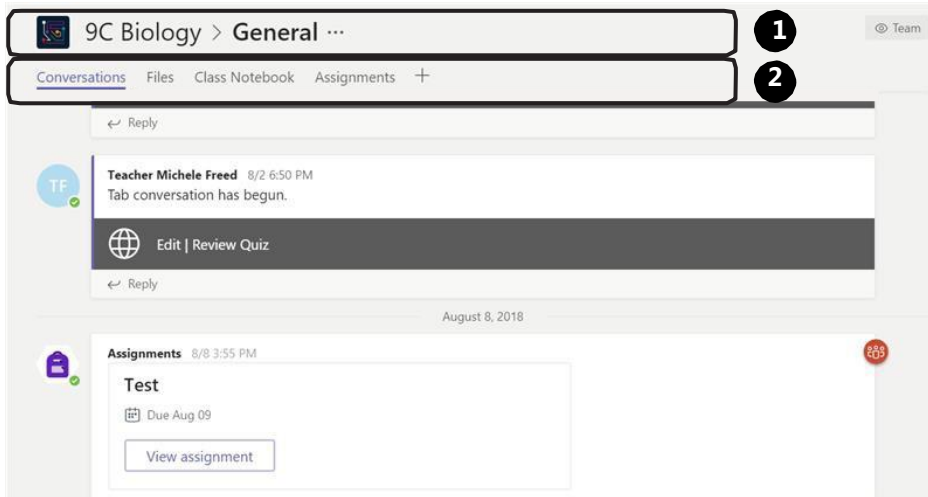 9C Biology > General ...
1
Team
Conversations Files Class Notebook Assignments +
2
Reply
TF
Teacher Michele Freed 8/2 6:50 PM
Tab conversation has begun.
Edit | Review Quiz
Reply
August 8, 2018
Assignments 8/8 3:55 PM
Test
Due Aug 09
View assignment